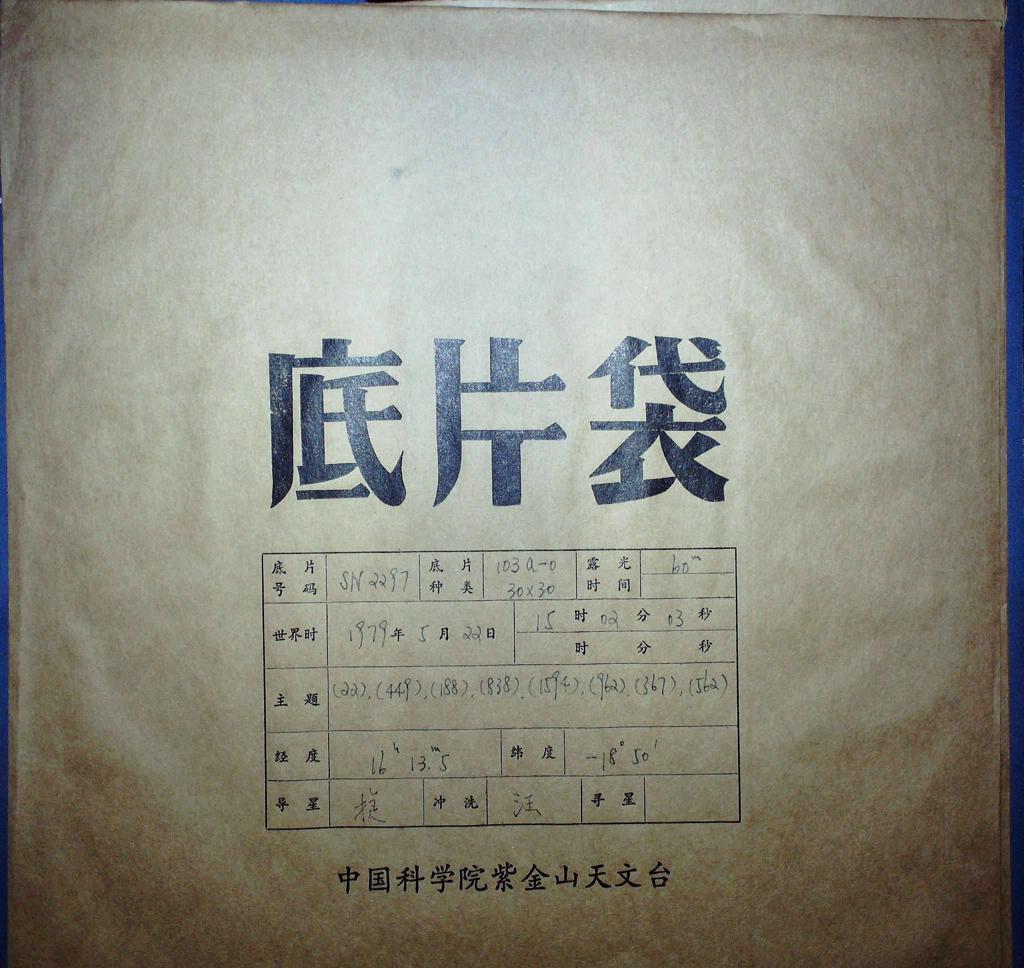 底片袋
底片号码 SN2297 底片种类 103a-0 30×30 露光时间 60ᵐ
世界时 1979年 5月 22日 15时 02分 03秒
时 分 秒
主题 (22).(449).(188).(838).(1594).(962).(367).(562)
经度 16ʰ 13.ᵐ5 纬度 -18° 50′
导星 冲洗 汪 寻星
中国科学院紫金山天文台